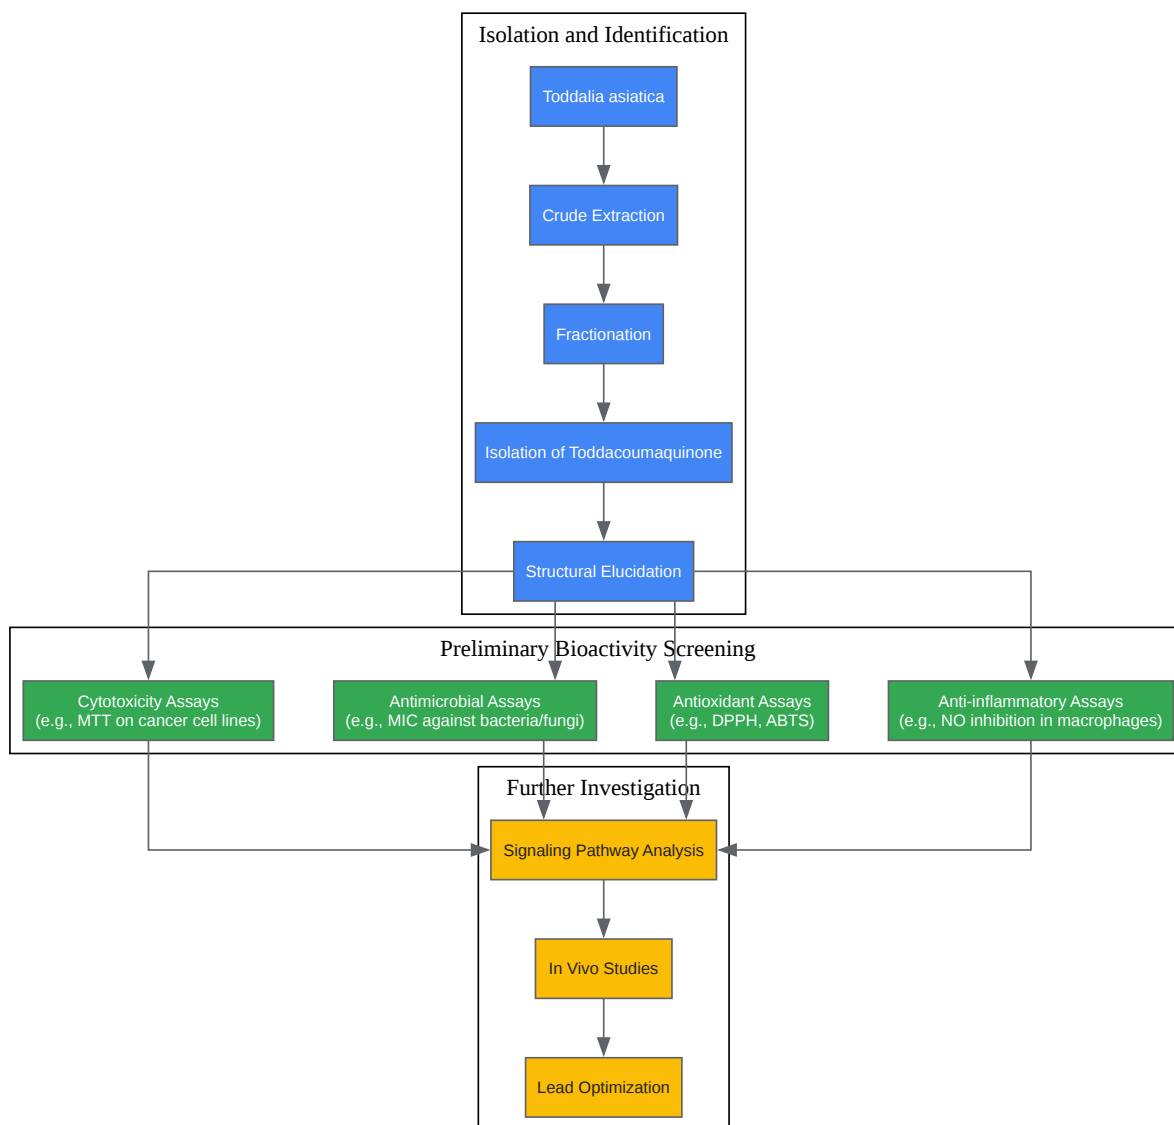 Isolation and Identification
Toddalia asiatica
Crude Extraction
Fractionation
Isolation of Toddacoumaquinone
Structural Elucidation
Preliminary Bioactivity Screening
Cytotoxicity Assays
(e.g., MTT on cancer cell lines)
Antimicrobial Assays
(e.g., MIC against bacteria/fungi)
Antioxidant Assays
(e.g., DPPH, ABTS)
Anti-inflammatory Assays
(e.g., NO inhibition in macrophages)
Further Investigation
Signaling Pathway Analysis
In Vivo Studies
Lead Optimization